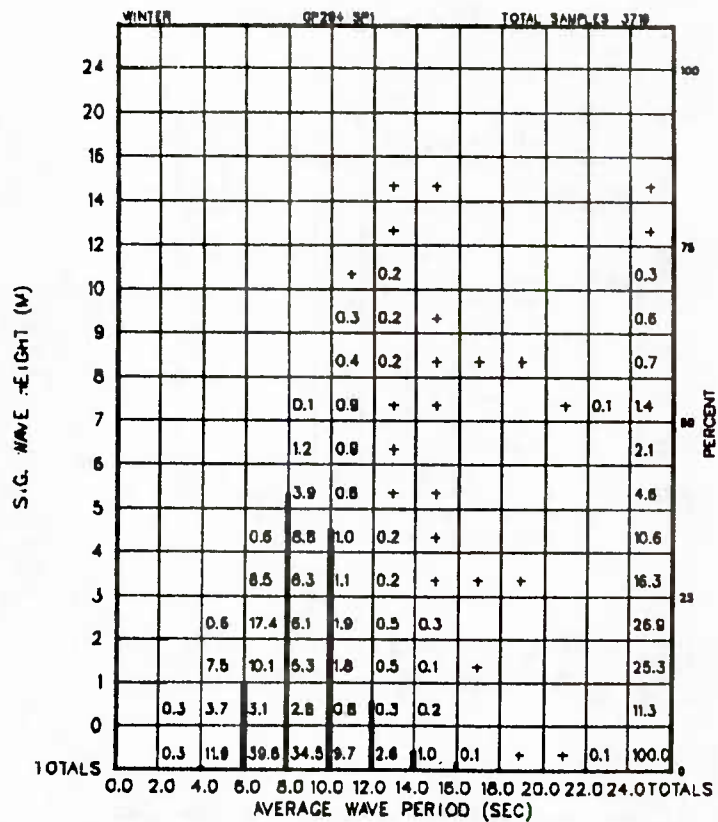 WINTER SP1 TOTAL SAMPLES
24
100
20
16
+ + +
14
+ +
12
75
+ 0.2 0.3
10
0.3 0.2 + 0.6
9
0.4 0.2 + + + 0.7
8
0.1 0.9 + + + 0.1 1.4
7
50
1.2 0.9 + 2.1
6
3.9 0.6 + + 4.6
5
0.6 8.8 1.0 0.2 + 10.6
4
8.5 6.3 1.1 0.2 + + + 16.3
3
25
0.6 17.4 6.1 1.9 0.5 0.3 26.9
2
7.5 10.1 5.3 1.8 0.5 0.1 + 25.3
1
0.3 3.7 3.1 2.8 0.8 0.3 0.2 11.3
0
0.3 11.9 39.6 34.5 9.7 2.6 1.0 0.1 + + 0.1 100.0
TOTALS
0
0.0 2.0 4.0 6.0 8.0 10.0 12.0 14.0 16.0 18.0 20.0 22.0 24.0 TOTALS
AVERAGE WAVE PERIOD (SEC)
SIG. WAVE HEIGHT (M)
PERCENT